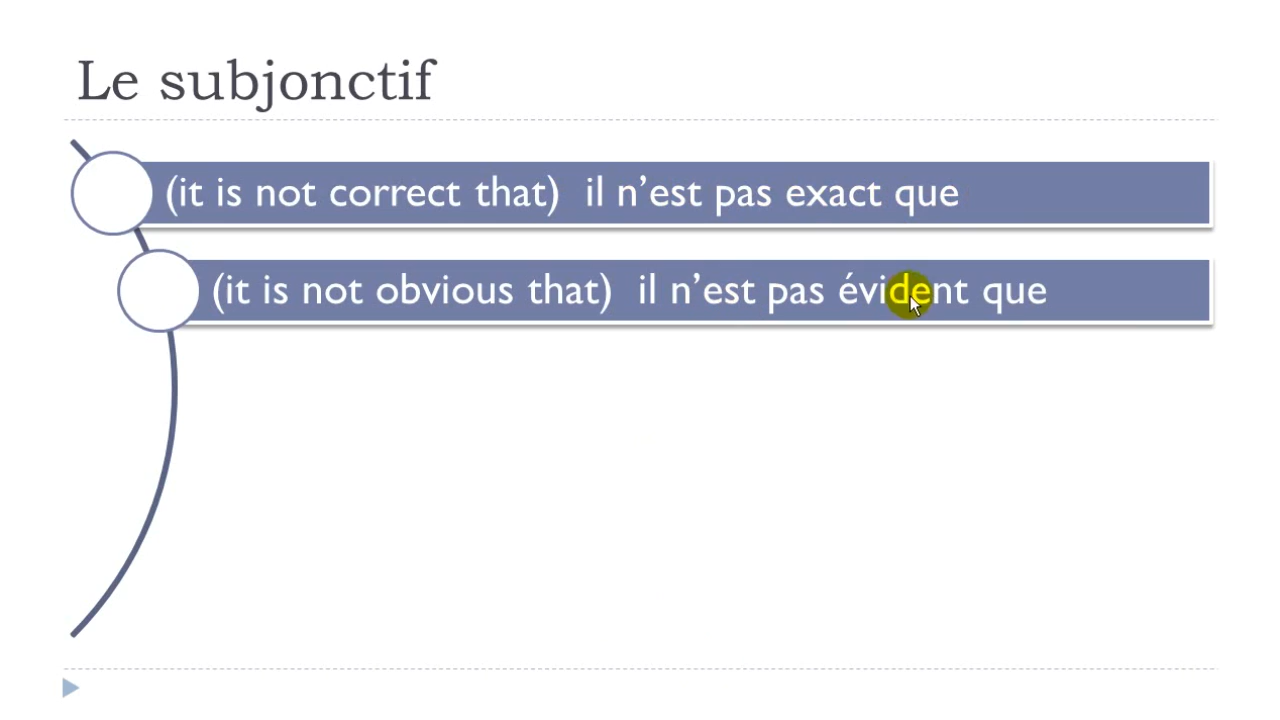 Le subjonctif
(it is not correct that) il n’est pas exact que
(it is not obvious that) il n’est pas évident que